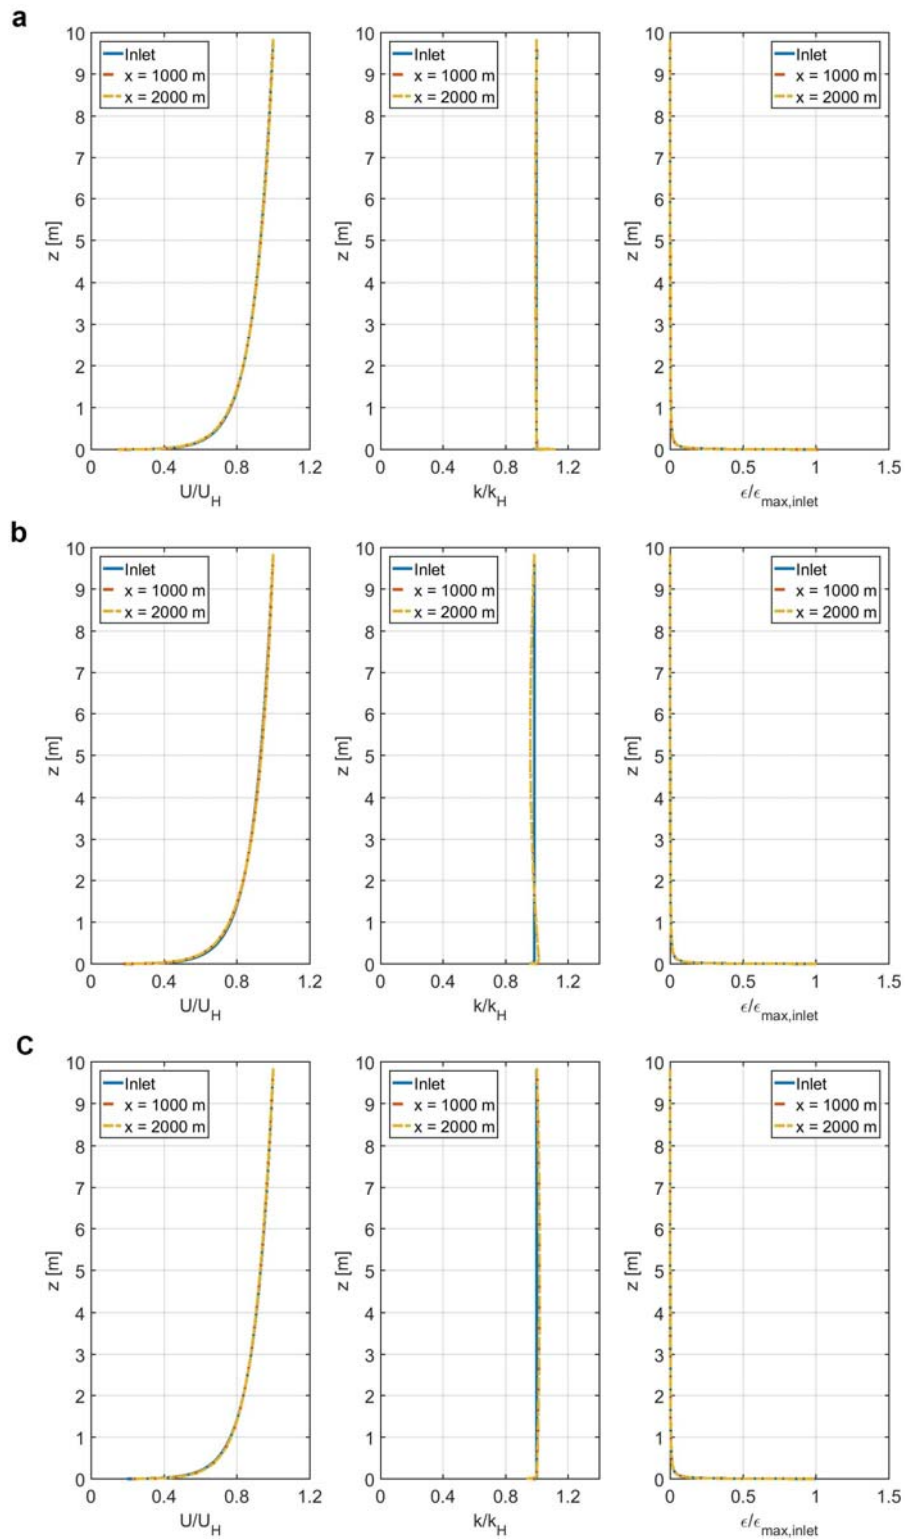 a
10
9
8
7
6
5
4
3
2
1
0
z [m]
Inlet
x = 1000 m
x = 2000 m
0 0.4 0.8 1.2
U/U_H
10
9
8
7
6
5
4
3
2
1
0
z [m]
Inlet
x = 1000 m
x = 2000 m
0 0.4 0.8 1.2
k/k_H
10
9
8
7
6
5
4
3
2
1
0
z [m]
Inlet
x = 1000 m
x = 2000 m
0 0.5 1 1.5
ϵ/ϵ_max,inlet
b
10
9
8
7
6
5
4
3
2
1
0
z [m]
Inlet
x = 1000 m
x = 2000 m
0 0.4 0.8 1.2
U/U_H
10
9
8
7
6
5
4
3
2
1
0
z [m]
Inlet
x = 1000 m
x = 2000 m
0 0.4 0.8 1.2
k/k_H
10
9
8
7
6
5
4
3
2
1
0
z [m]
Inlet
x = 1000 m
x = 2000 m
0 0.5 1 1.5
ϵ/ϵ_max,inlet
c
10
9
8
7
6
5
4
3
2
1
0
z [m]
Inlet
x = 1000 m
x = 2000 m
0 0.4 0.8 1.2
U/U_H
10
9
8
7
6
5
4
3
2
1
0
z [m]
Inlet
x = 1000 m
x = 2000 m
0 0.4 0.8 1.2
k/k_H
10
9
8
7
6
5
4
3
2
1
0
z [m]
Inlet
x = 1000 m
x = 2000 m
0 0.5 1 1.5
ϵ/ϵ_max,inlet